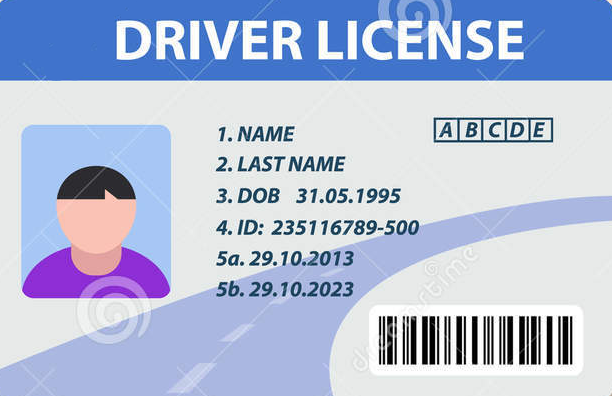 DRIVER LICENSE
A B C D E
1. NAME
2. LAST NAME
3. DOB 31.05.1995
4. ID: 235116789-500
5a. 29.10.2013
5b. 29.10.2023
dreamstime